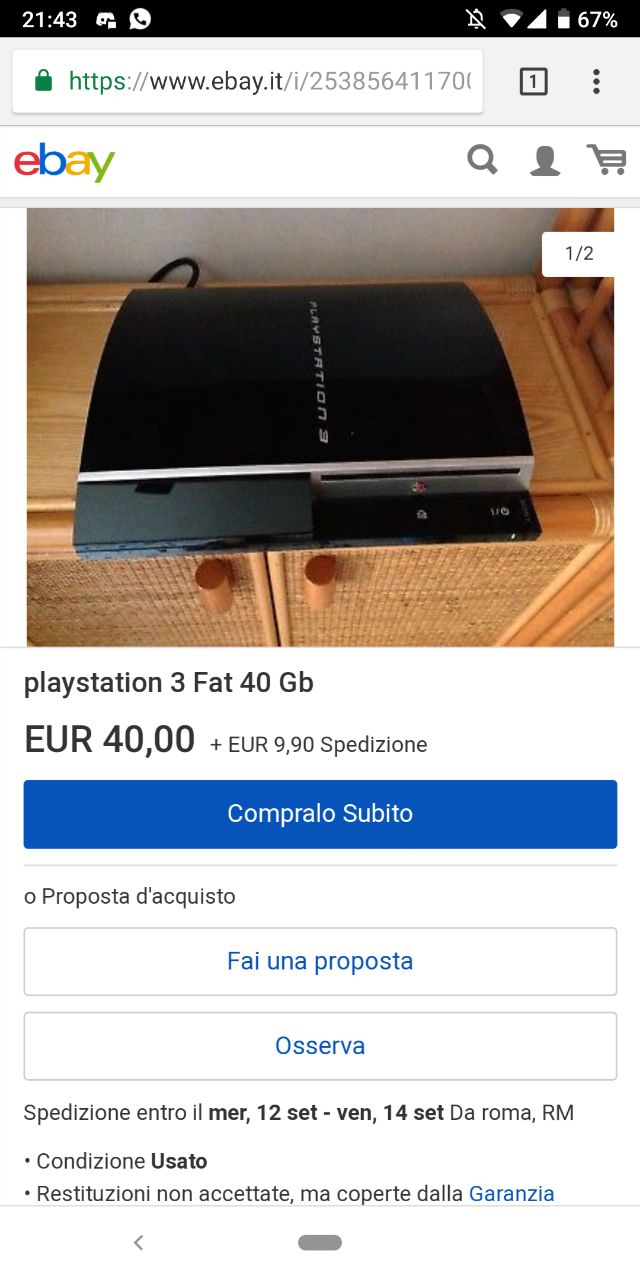 21:43 67%
https://www.ebay.it/i/253856411700 1
ebay
1/2
PLAYSTATION 3
playstation 3 Fat 40 Gb
EUR 40,00 + EUR 9,90 Spedizione
Compralo Subito
o Proposta d'acquisto
Fai una proposta
Osserva
Spedizione entro il mer, 12 set - ven, 14 set Da roma, RM
• Condizione Usato
• Restituzioni non accettate, ma coperte dalla Garanzia